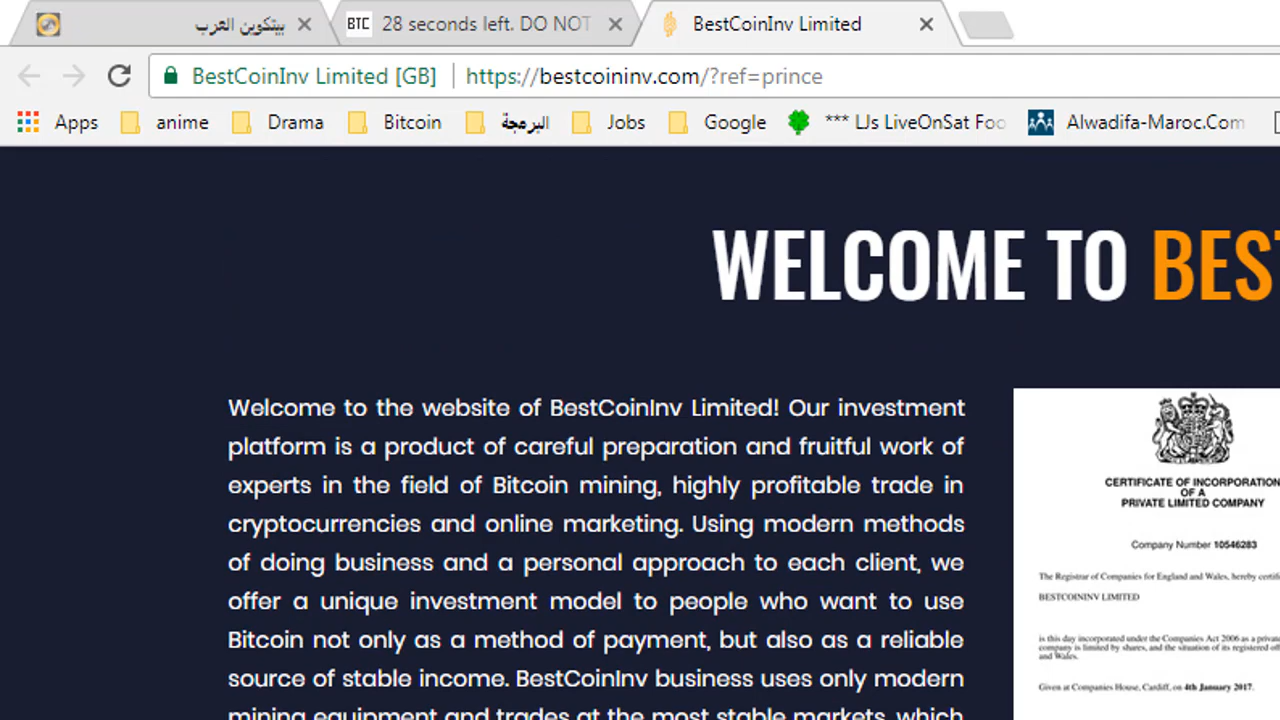 بيتكوين العرب
BTC 28 seconds left. DO NOT
BestCoinInv Limited
BestCoinInv Limited [GB] https://bestcoininv.com/?ref=prince
Apps anime Drama Bitcoin البرمجة Jobs Google *** LJs LiveOnSat Foo Alwadifa-Maroc.Com
WELCOME TO BEST
Welcome to the website of BestCoinInv Limited! Our investment
platform is a product of careful preparation and fruitful work of
experts in the field of Bitcoin mining, highly profitable trade in
cryptocurrencies and online marketing. Using modern methods
of doing business and a personal approach to each client, we
offer a unique investment model to people who want to use
Bitcoin not only as a method of payment, but also as a reliable
source of stable income. BestCoinInv business uses only modern
mining equipment and trades at the most stable markets, which
CERTIFICATE OF INCORPORATION
OF A
PRIVATE LIMITED COMPANY
Company Number 10546283
The Registrar of Companies for England and Wales, hereby certifi
BESTCOININV LIMITED
is this day incorporated under the Companies Act 2006 as a private
company is limited by shares, and the situation of its registered off
and Wales.
Given at Companies House, Cardiff, on 4th January 2017.